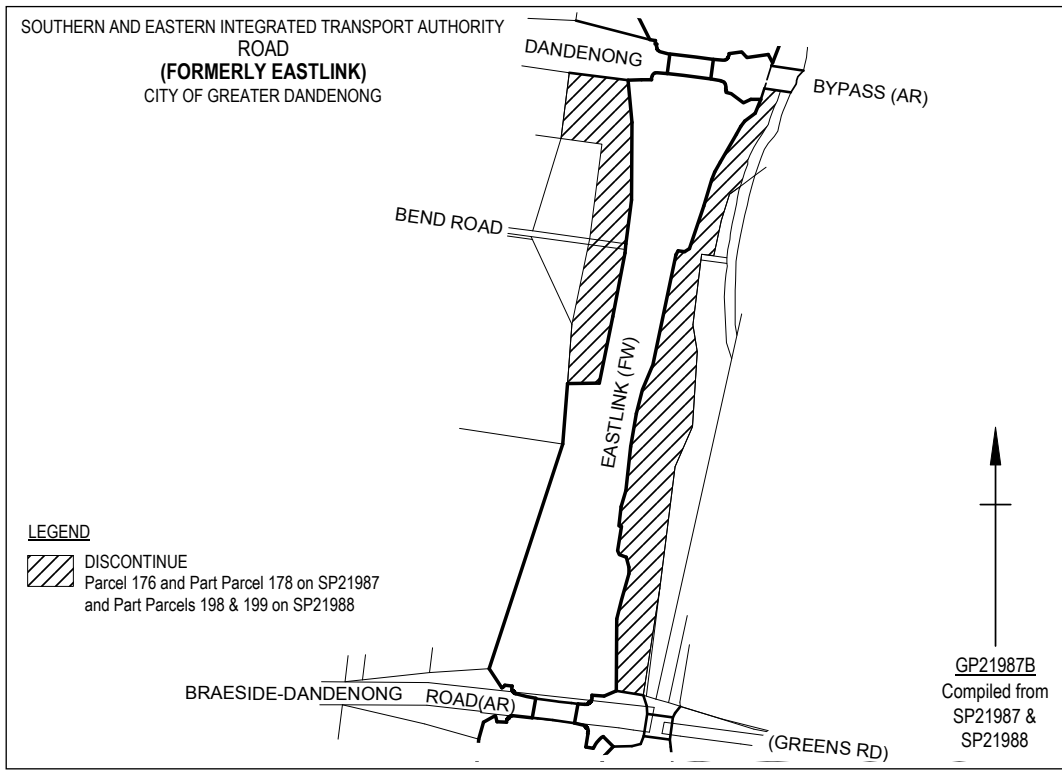 SOUTHERN AND EASTERN INTEGRATED TRANSPORT AUTHORITY
ROAD
(FORMERLY EASTLINK)
CITY OF GREATER DANDENONG
DANDENONG
BYPASS (AR)
BEND ROAD
EASTLINK (FW)
LEGEND
DISCONTINUE
Parcel 176 and Part Parcel 178 on SP21987
and Part Parcels 198 & 199 on SP21988
BRAESIDE-DANDENONG ROAD(AR)
(GREENS RD)
GP21987B
Compiled from
SP21987 &
SP21988